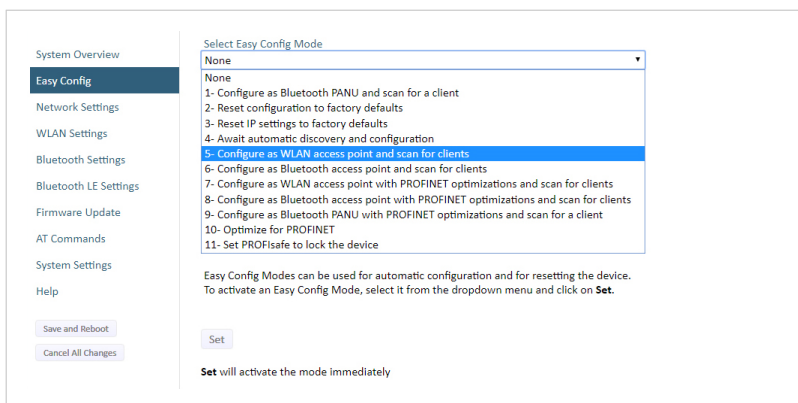 System Overview
Easy Config
Network Settings
WLAN Settings
Bluetooth Settings
Bluetooth LE Settings
Firmware Update
AT Commands
System Settings
Help
Save and Reboot
Cancel All Changes
Select Easy Config Mode
None
None
1- Configure as Bluetooth PANU and scan for a client
2- Reset configuration to factory defaults
3- Reset IP settings to factory defaults
4- Await automatic discovery and configuration
5- Configure as WLAN access point and scan for clients
6- Configure as Bluetooth access point and scan for clients
7- Configure as WLAN access point with PROFINET optimizations and scan for clients
8- Configure as Bluetooth access point with PROFINET optimizations and scan for clients
9- Configure as Bluetooth PANU with PROFINET optimizations and scan for a client
10- Optimize for PROFINET
11- Set PROFIsafe to lock the device
Easy Config Modes can be used for automatic configuration and for resetting the device.
To activate an Easy Config Mode, select it from the dropdown menu and click on Set.
Set
Set will activate the mode immediately